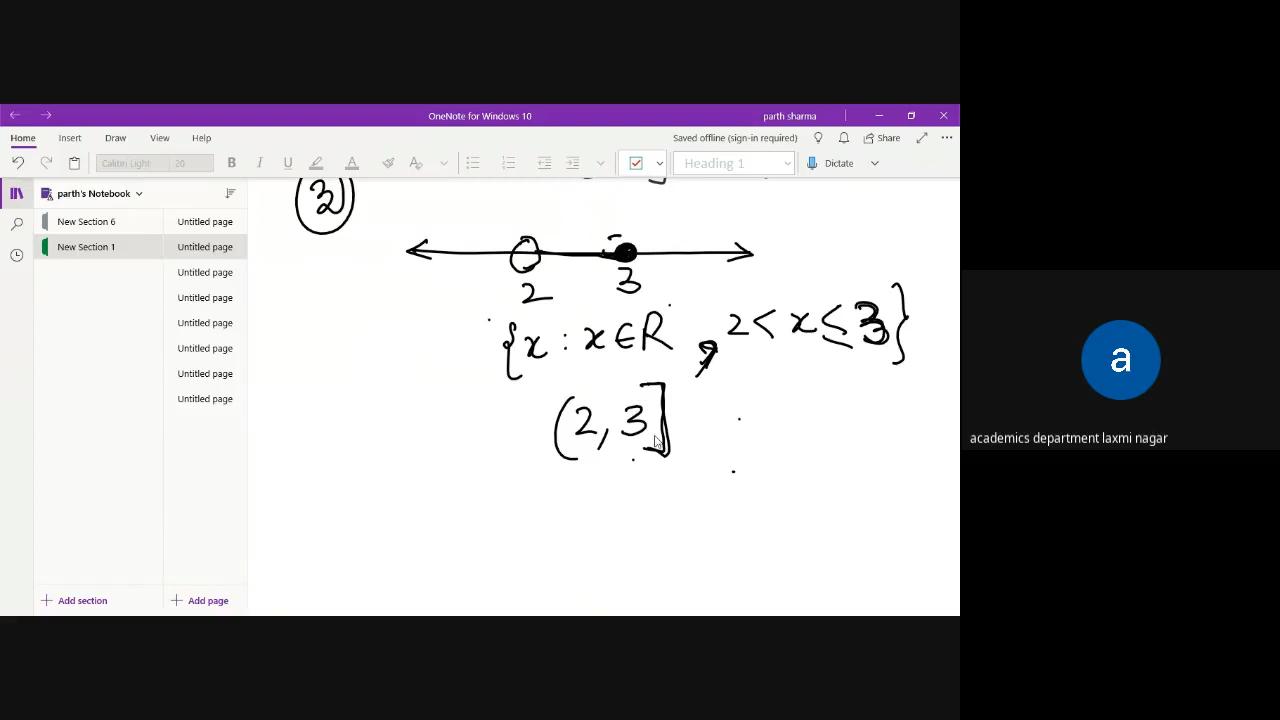 OneNote for Windows 10
parth sharma
Home Insert Draw View Help
Saved offline (sign-in required) Share
Calibri Light 20 B I U A Heading 1 Dictate
parth's Notebook
New Section 6
New Section 1
Untitled page
Untitled page
Untitled page
Untitled page
Untitled page
Untitled page
Untitled page
Untitled page
Add section
Add page
2 3
{x : x ∈ R , 2 < x ≤ 3}
(2, 3]
a
academics department laxmi nagar